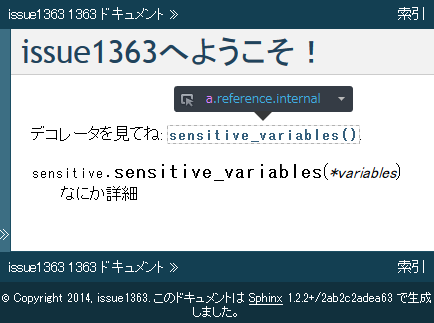 issue1363 1363 ドキュメント »
索引
issue1363へようこそ！
a.reference.internal
デコレータを見てね: sensitive_variables().
sensitive.sensitive_variables(*variables)
なにか詳細
»
issue1363 1363 ドキュメント »
索引
© Copyright 2014, issue1363. このドキュメントは Sphinx 1.2.2+/2ab2c2adea63 で生成
しました。